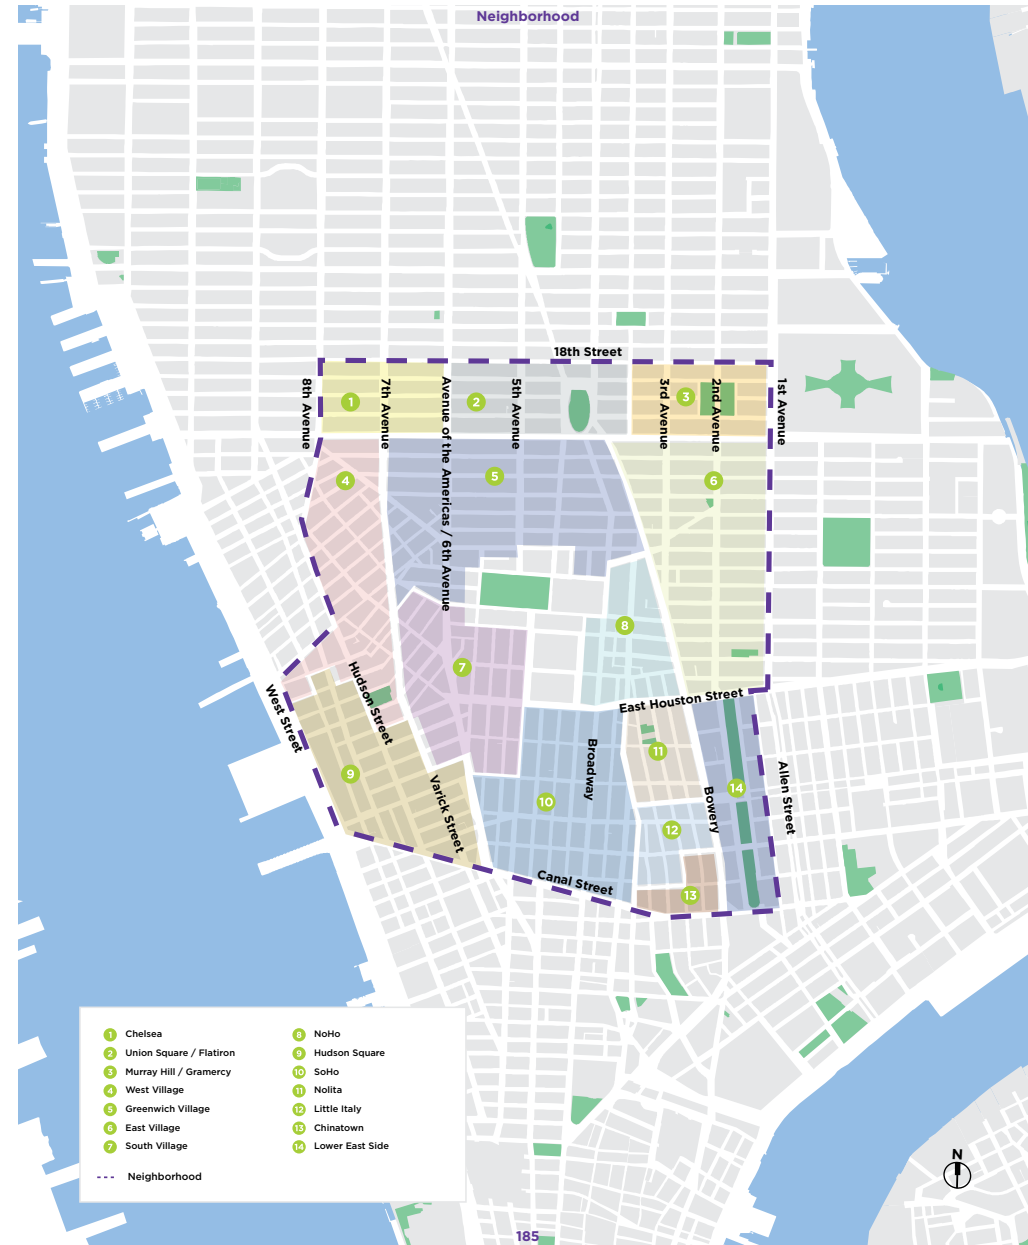 Neighborhood
18th Street
8th Avenue
7th Avenue
Avenue of the Americas / 6th Avenue
5th Avenue
3rd Avenue
2nd Avenue
1st Avenue
1
2
3
4
5
6
7
8
9
10
11
12
13
14
West Street
Hudson Street
Varick Street
East Houston Street
Broadway
Bowery
Allen Street
Canal Street
1 Chelsea
2 Union Square / Flatiron
3 Murray Hill / Gramercy
4 West Village
5 Greenwich Village
6 East Village
7 South Village
8 NoHo
9 Hudson Square
10 SoHo
11 Nolita
12 Little Italy
13 Chinatown
14 Lower East Side
Neighborhood
N
185